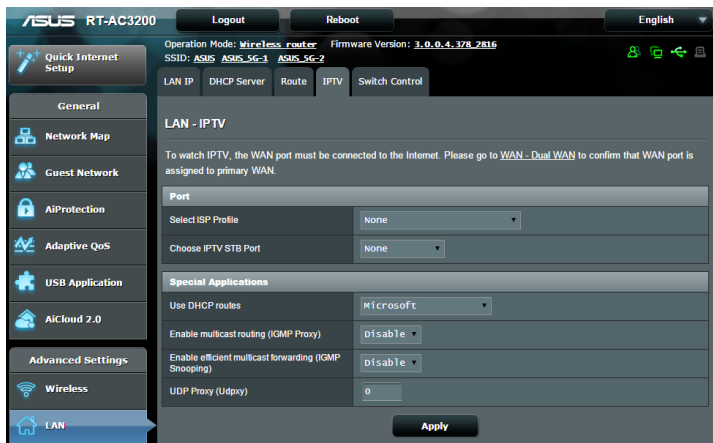 ASUS RT-AC3200
Logout
Reboot
English
Quick Internet
Setup
Operation Mode: Wireless router Firmware Version: 3.0.0.4.378_2816
SSID: ASUS ASUS_5G-1 ASUS_5G-2
LAN IP
DHCP Server
Route
IPTV
Switch Control
General
Network Map
Guest Network
AiProtection
Adaptive QoS
USB Application
AiCloud 2.0
Advanced Settings
Wireless
LAN
LAN - IPTV
To watch IPTV, the WAN port must be connected to the Internet. Please go to WAN - Dual WAN to confirm that WAN port is
assigned to primary WAN.
Port
Select ISP Profile
None
Choose IPTV STB Port
None
Special Applications
Use DHCP routes
Microsoft
Enable multicast routing (IGMP Proxy)
Disable
Enable efficient multicast forwarding (IGMP
Snooping)
Disable
UDP Proxy (Udpxy)
0
Apply